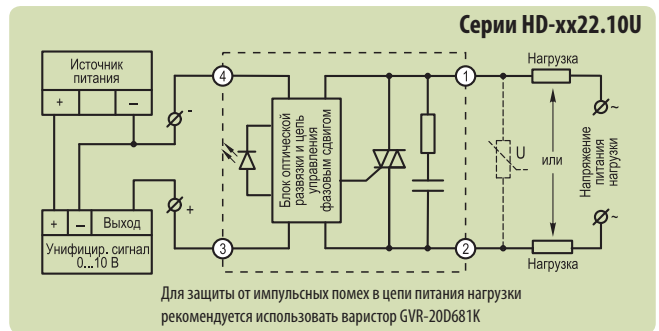 Серии HD-xx22.10U
Источник
питания
+ –
4
-
1
Нагрузка
~
Блок оптической
развязки и цепь
управления
фазовым сдвигом
U
или
Напряжение
питания
нагрузки
+ – Выход
Унифицир. сигнал
0...10 В
+
3
2
~
Нагрузка
Для защиты от импульсных помех в цепи питания нагрузки
рекомендуется использовать варистор GVR-20D681K